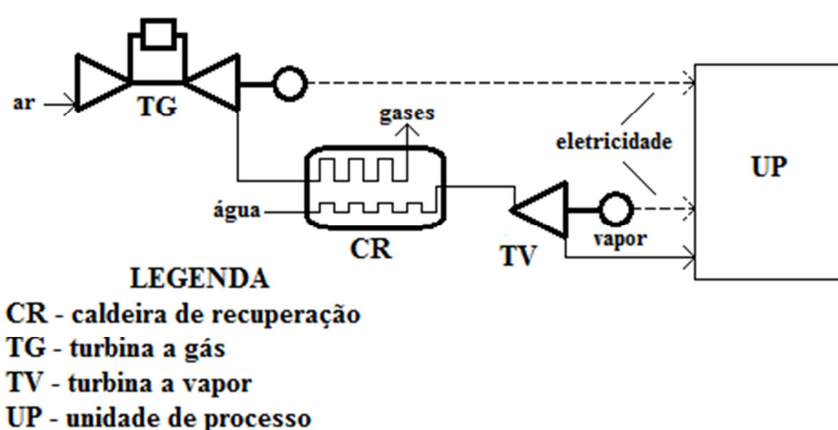 ar
TG
gases
eletricidade
UP
água
CR
TV
vapor
LEGENDA
CR - caldeira de recuperação
TG - turbina a gás
TV - turbina a vapor
UP - unidade de processo